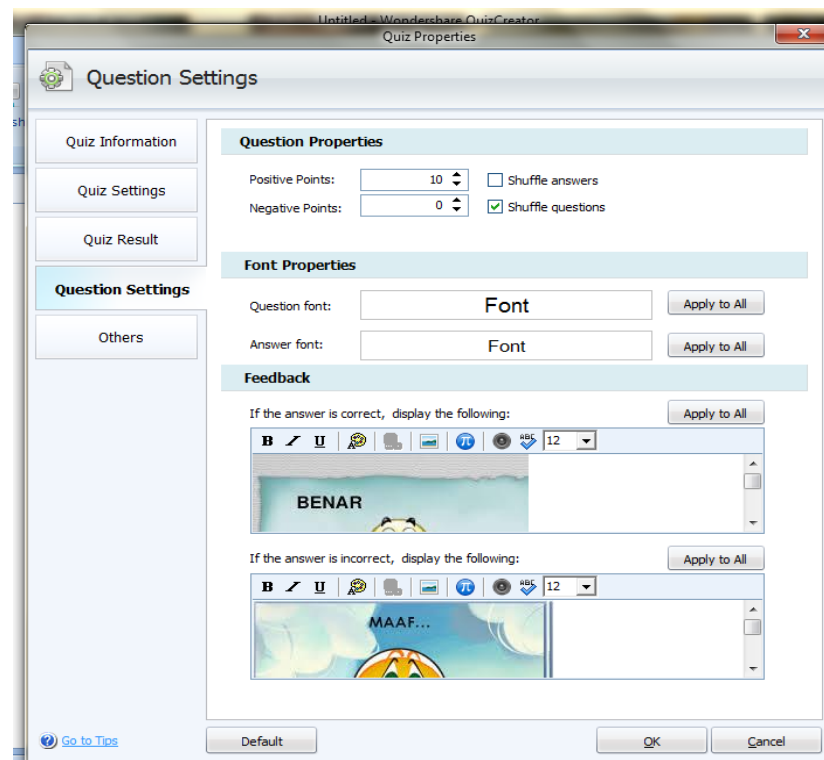 Untitled - Wondershare QuizCreator
Quiz Properties
Question Settings
Quiz Information
Quiz Settings
Quiz Result
Question Settings
Others
Question Properties
Positive Points: 10 Shuffle answers
Negative Points: 0 Shuffle questions
Font Properties
Question font: Font Apply to All
Answer font: Font Apply to All
Feedback
If the answer is correct, display the following: Apply to All
B I U A ABC 12
BENAR
If the answer is incorrect, display the following: Apply to All
B I U A ABC 12
MAAF...
Go to Tips Default OK Cancel